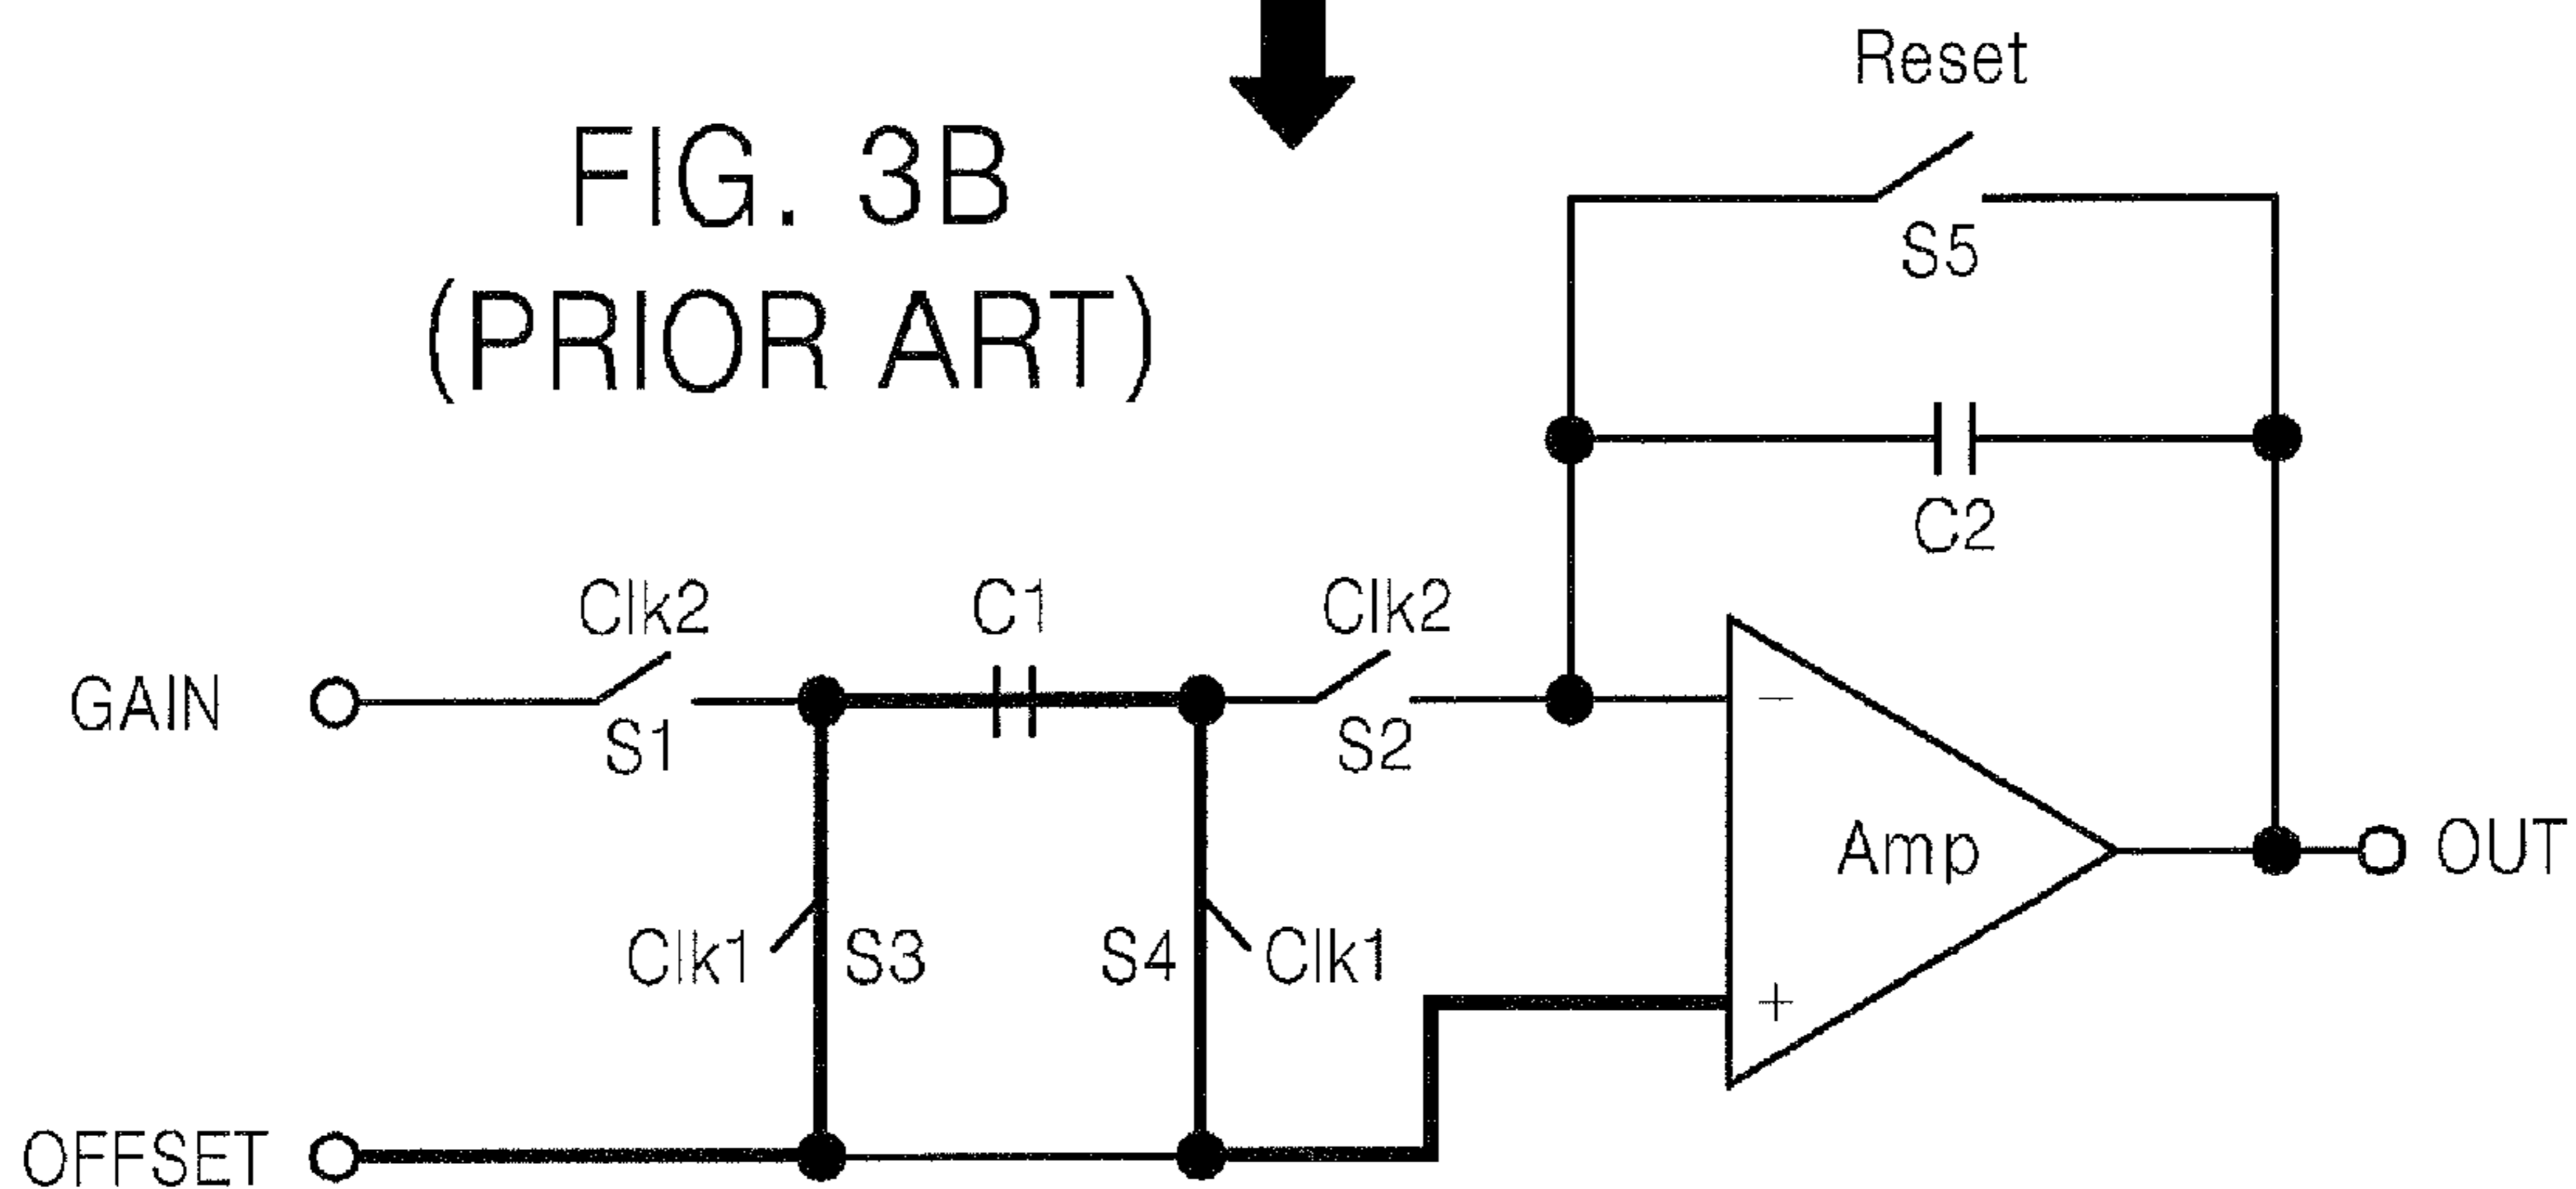 Reset
FIG. 3B
(PRIOR ART)
S5
C2
Clk2
C1
Clk2
GAIN
S1
S2
−
Amp
OUT
Clk1
S3
S4
Clk1
+
OFFSET